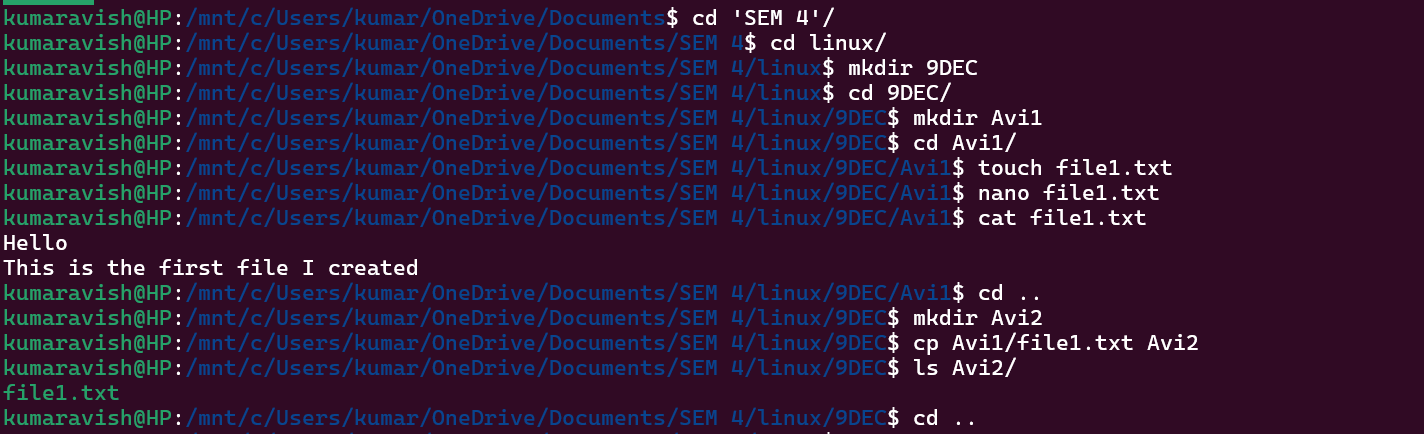 kumaravish@HP:/mnt/c/Users/kumar/OneDrive/Documents$ cd 'SEM 4'/
kumaravish@HP:/mnt/c/Users/kumar/OneDrive/Documents/SEM 4$ cd linux/
kumaravish@HP:/mnt/c/Users/kumar/OneDrive/Documents/SEM 4/linux$ mkdir 9DEC
kumaravish@HP:/mnt/c/Users/kumar/OneDrive/Documents/SEM 4/linux$ cd 9DEC/
kumaravish@HP:/mnt/c/Users/kumar/OneDrive/Documents/SEM 4/linux/9DEC$ mkdir Avi1
kumaravish@HP:/mnt/c/Users/kumar/OneDrive/Documents/SEM 4/linux/9DEC$ cd Avi1/
kumaravish@HP:/mnt/c/Users/kumar/OneDrive/Documents/SEM 4/linux/9DEC/Avi1$ touch file1.txt
kumaravish@HP:/mnt/c/Users/kumar/OneDrive/Documents/SEM 4/linux/9DEC/Avi1$ nano file1.txt
kumaravish@HP:/mnt/c/Users/kumar/OneDrive/Documents/SEM 4/linux/9DEC/Avi1$ cat file1.txt
Hello
This is the first file I created
kumaravish@HP:/mnt/c/Users/kumar/OneDrive/Documents/SEM 4/linux/9DEC/Avi1$ cd ..
kumaravish@HP:/mnt/c/Users/kumar/OneDrive/Documents/SEM 4/linux/9DEC$ mkdir Avi2
kumaravish@HP:/mnt/c/Users/kumar/OneDrive/Documents/SEM 4/linux/9DEC$ cp Avi1/file1.txt Avi2
kumaravish@HP:/mnt/c/Users/kumar/OneDrive/Documents/SEM 4/linux/9DEC$ ls Avi2/
file1.txt
kumaravish@HP:/mnt/c/Users/kumar/OneDrive/Documents/SEM 4/linux/9DEC$ cd ..